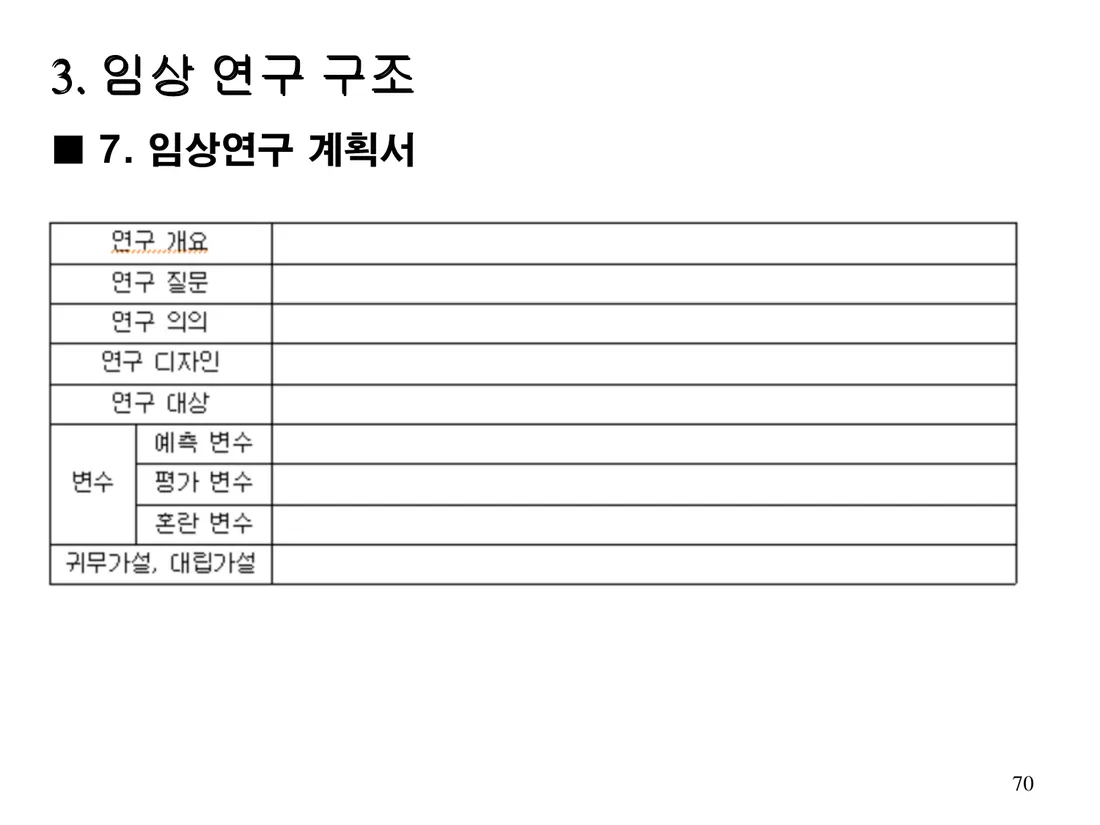 3. 임상 연구 구조
■ 7. 임상연구 계획서
연구 개요
연구 질문
연구 의의
연구 디자인
연구 대상
변수
예측 변수
평가 변수
혼란 변수
귀무가설, 대립가설
70